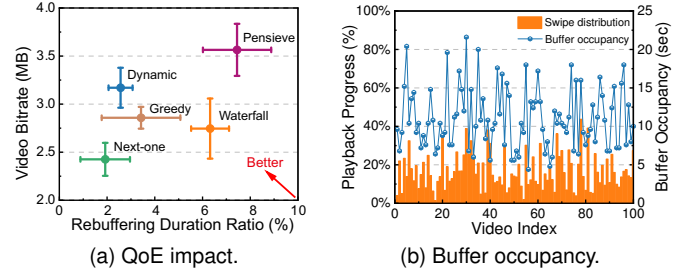 (a)
4.0
3.5
3.0
2.5
2.0
Video Bitrate (MB)
Pensieve
Dynamic
Greedy
Waterfall
Next-one
Better
0 2 4 6 8 10
Rebuffering Duration Ratio (%)
(a) QoE impact.
(b)
Swipe distribution
Buffer occupancy
100%
80%
60%
40%
20%
0%
Playback Progress (%)
25
20
15
10
5
0
Buffer Occupancy (sec)
0 20 40 60 80 100
Video Index
(b) Buffer occupancy.